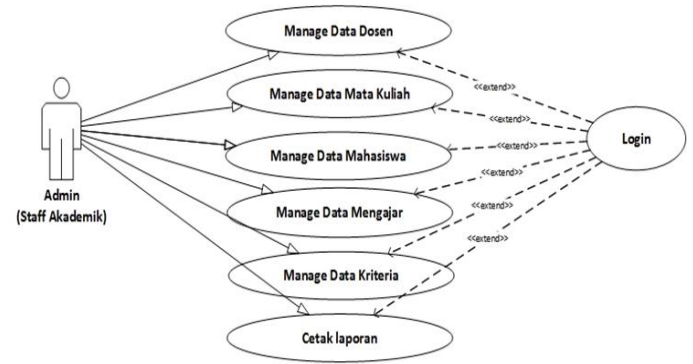 Manage Data Dosen
<<extend>>
Manage Data Mata Kuliah
<<extend>>
Login
Manage Data Mahasiswa
<<extend>>
<<extend>>
Admin
(Staff Akademik)
Manage Data Mengajar
<<extend>>
<<extend>>
Manage Data Kriteria
Cetak laporan